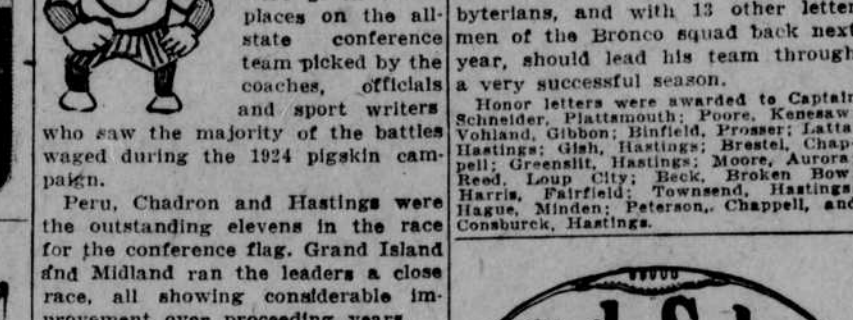 places on the all-
state conference
team picked by the
coaches, officials
and sport writers
who saw the majority of the battles
waged during the 1924 pigskin cam-
paign.
Peru, Chadron and Hastings were
the outstanding elevens in the race
for the conference flag. Grand Island
and Midland ran the leaders a close
race, all showing considerable im-
provement over proceeding years.
byterians, and with 13 other letter
men of the Bronco squad back next
year, should lead his team through
a very successful season.
Honor letters were awarded to Captain
Schneider, Plattsmouth; Poore, Kenesaw
Vohland, Gibbon; Binfield, Prosser; Latta
Hastings; Gish, Hastings; Brestel, Chap-
pell; Greenslit, Hastings; Moore, Aurora
Reed, Loup City; Beck, Broken Bow
Harris, Fairfield; Townsend, Hastings
Hague, Minden; Peterson, Chappell, and
Consburck, Hastings.